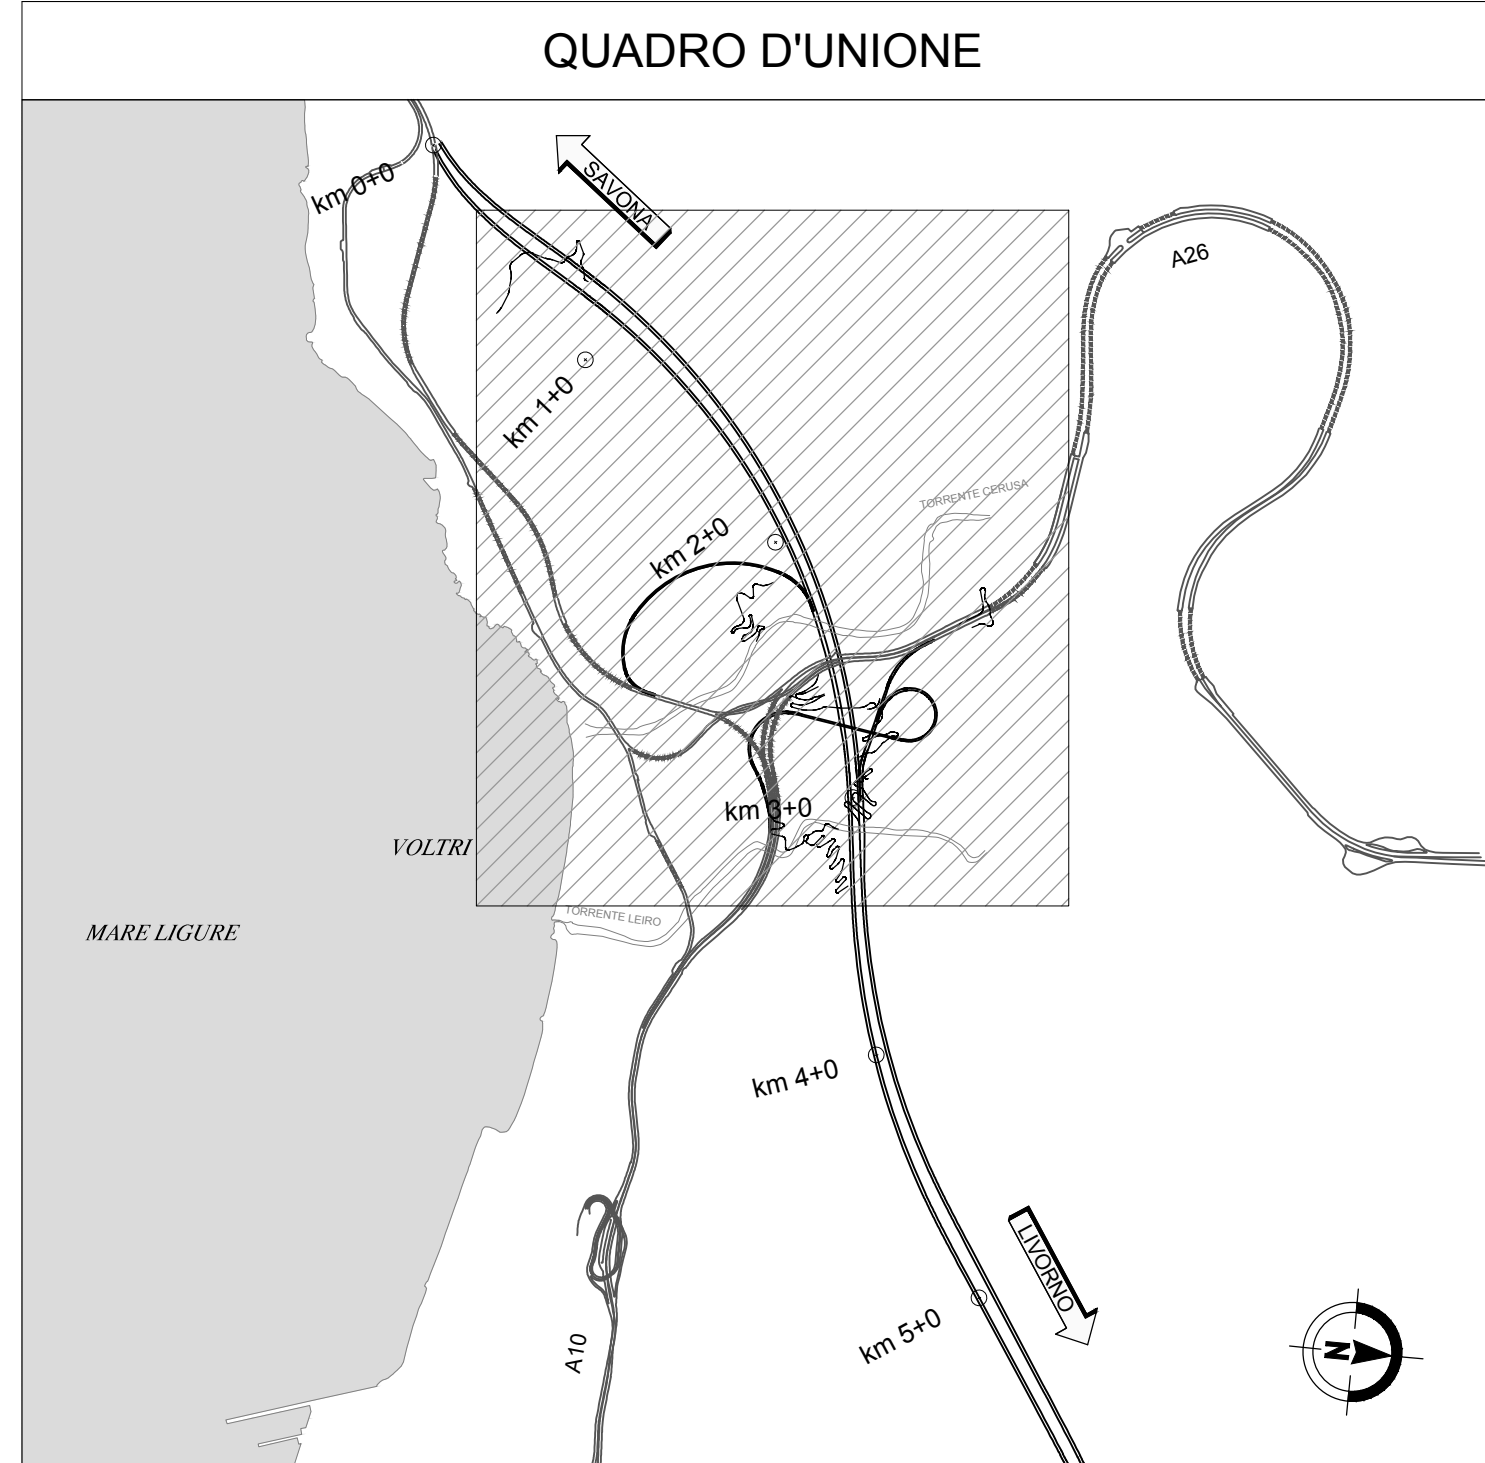 QUADRO D'UNIONE
km 0+0
SAVONA
A26
km 1+0
TORRENTE CERUSA
km 2+0
km 3+0
VOLTRI
TORRENTE LEIRO
MARE LIGURE
km 4+0
LIVORNO
km 5+0
A10
N